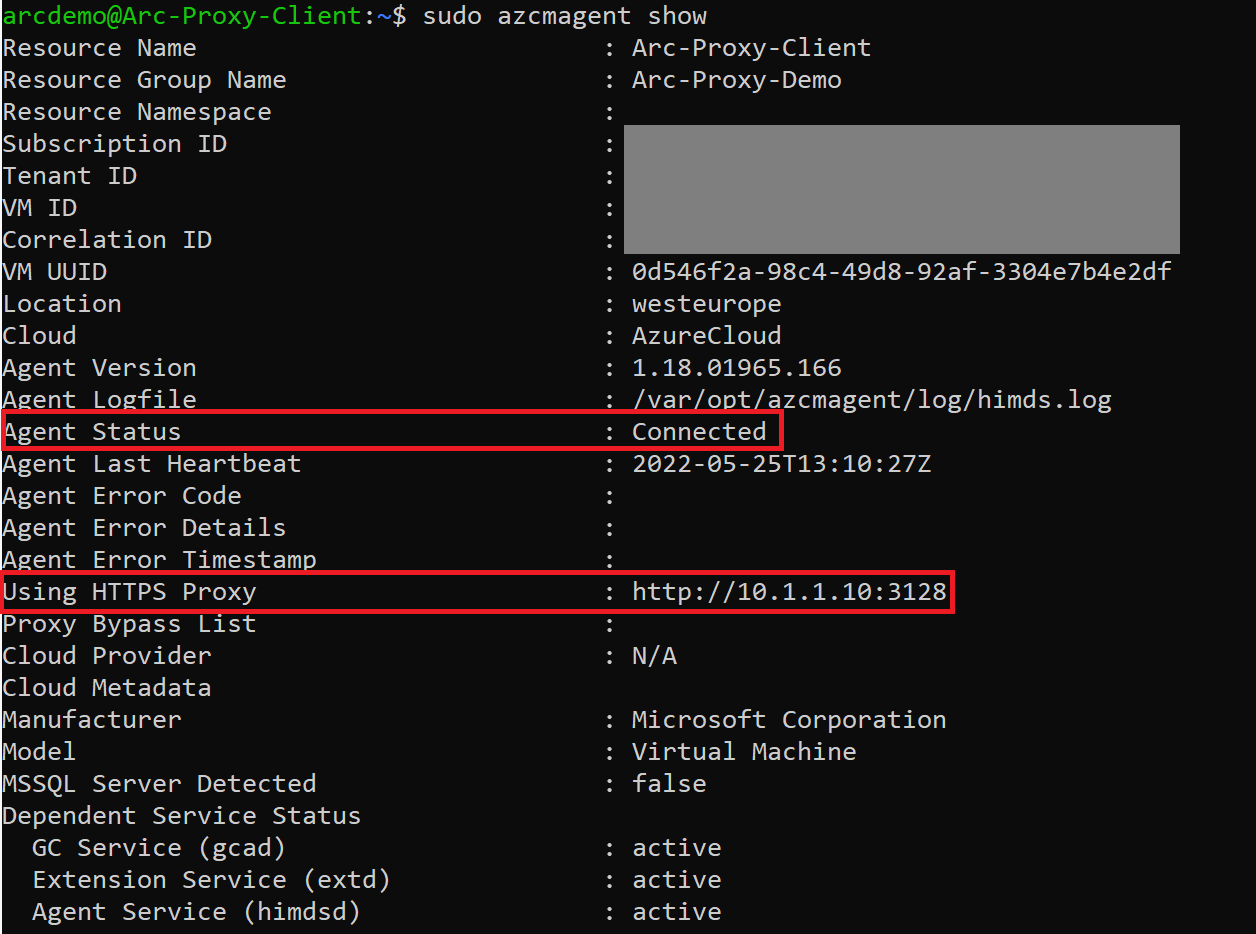 arcdemo@Arc-Proxy-Client:~$ sudo azcmagent show
Resource Name : Arc-Proxy-Client
Resource Group Name : Arc-Proxy-Demo
Resource Namespace :
Subscription ID :
Tenant ID :
VM ID :
Correlation ID :
VM UUID : 0d546f2a-98c4-49d8-92af-3304e7b4e2df
Location : westeurope
Cloud : AzureCloud
Agent Version : 1.18.01965.166
Agent Logfile : /var/opt/azcmagent/log/himds.log
Agent Status : Connected
Agent Last Heartbeat : 2022-05-25T13:10:27Z
Agent Error Code :
Agent Error Details :
Agent Error Timestamp :
Using HTTPS Proxy : http://10.1.1.10:3128
Proxy Bypass List :
Cloud Provider : N/A
Cloud Metadata
Manufacturer : Microsoft Corporation
Model : Virtual Machine
MSSQL Server Detected : false
Dependent Service Status
GC Service (gcad) : active
Extension Service (extd) : active
Agent Service (himdsd) : active